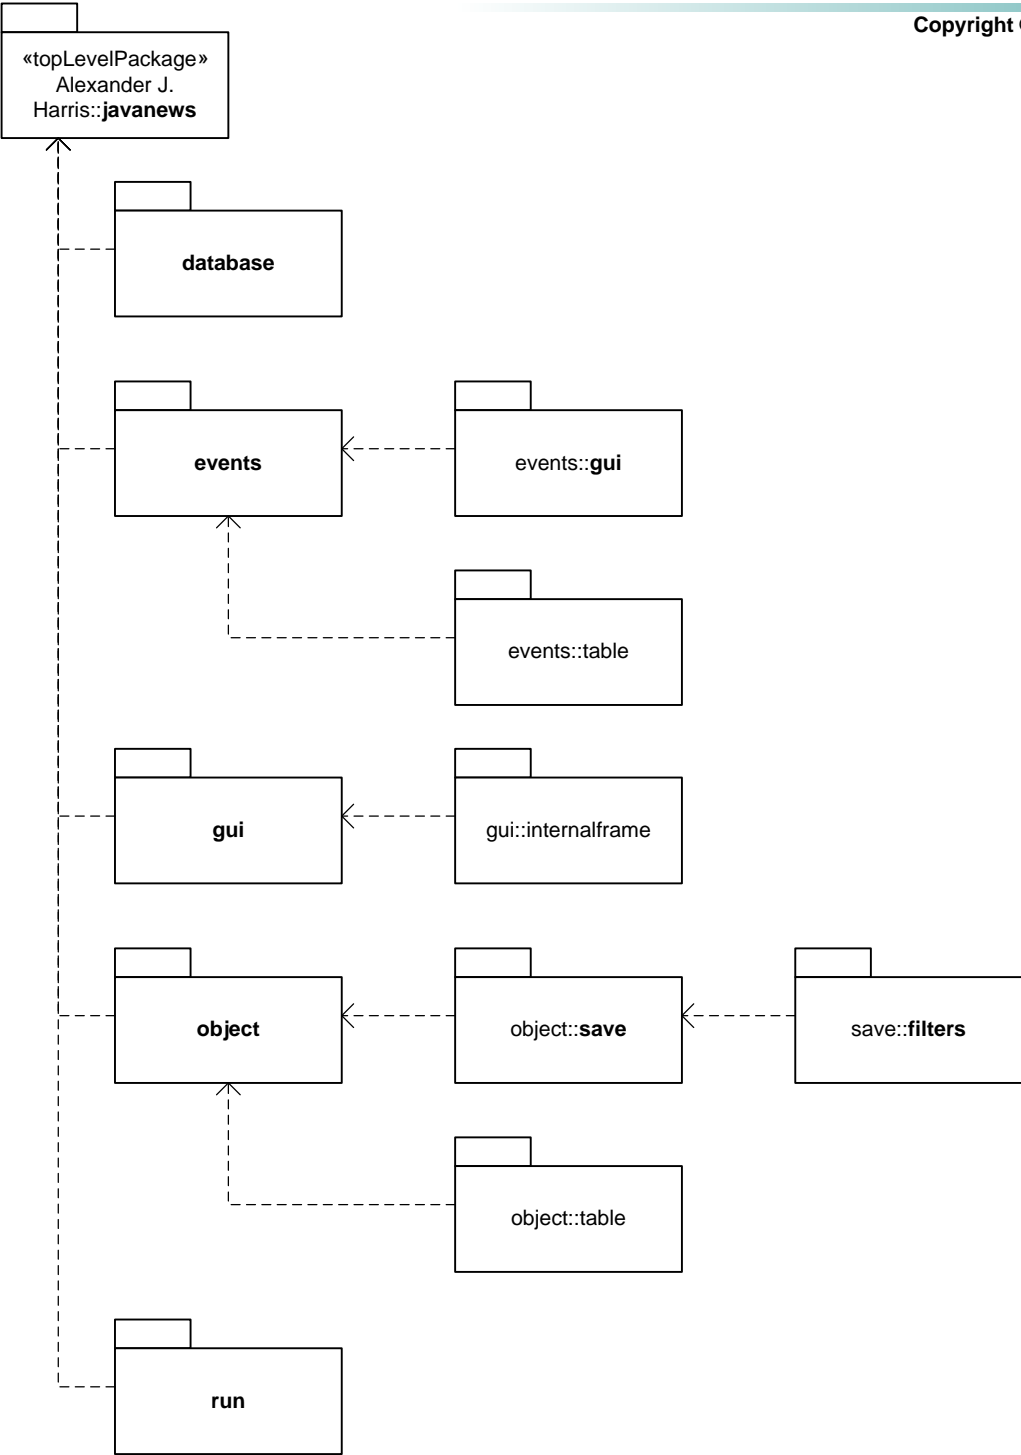 Copyright ©
«topLevelPackage»
Alexander J.
Harris::javanews
database
events
events::gui
events::table
gui
gui::internalframe
object
object::save
save::filters
object::table
run